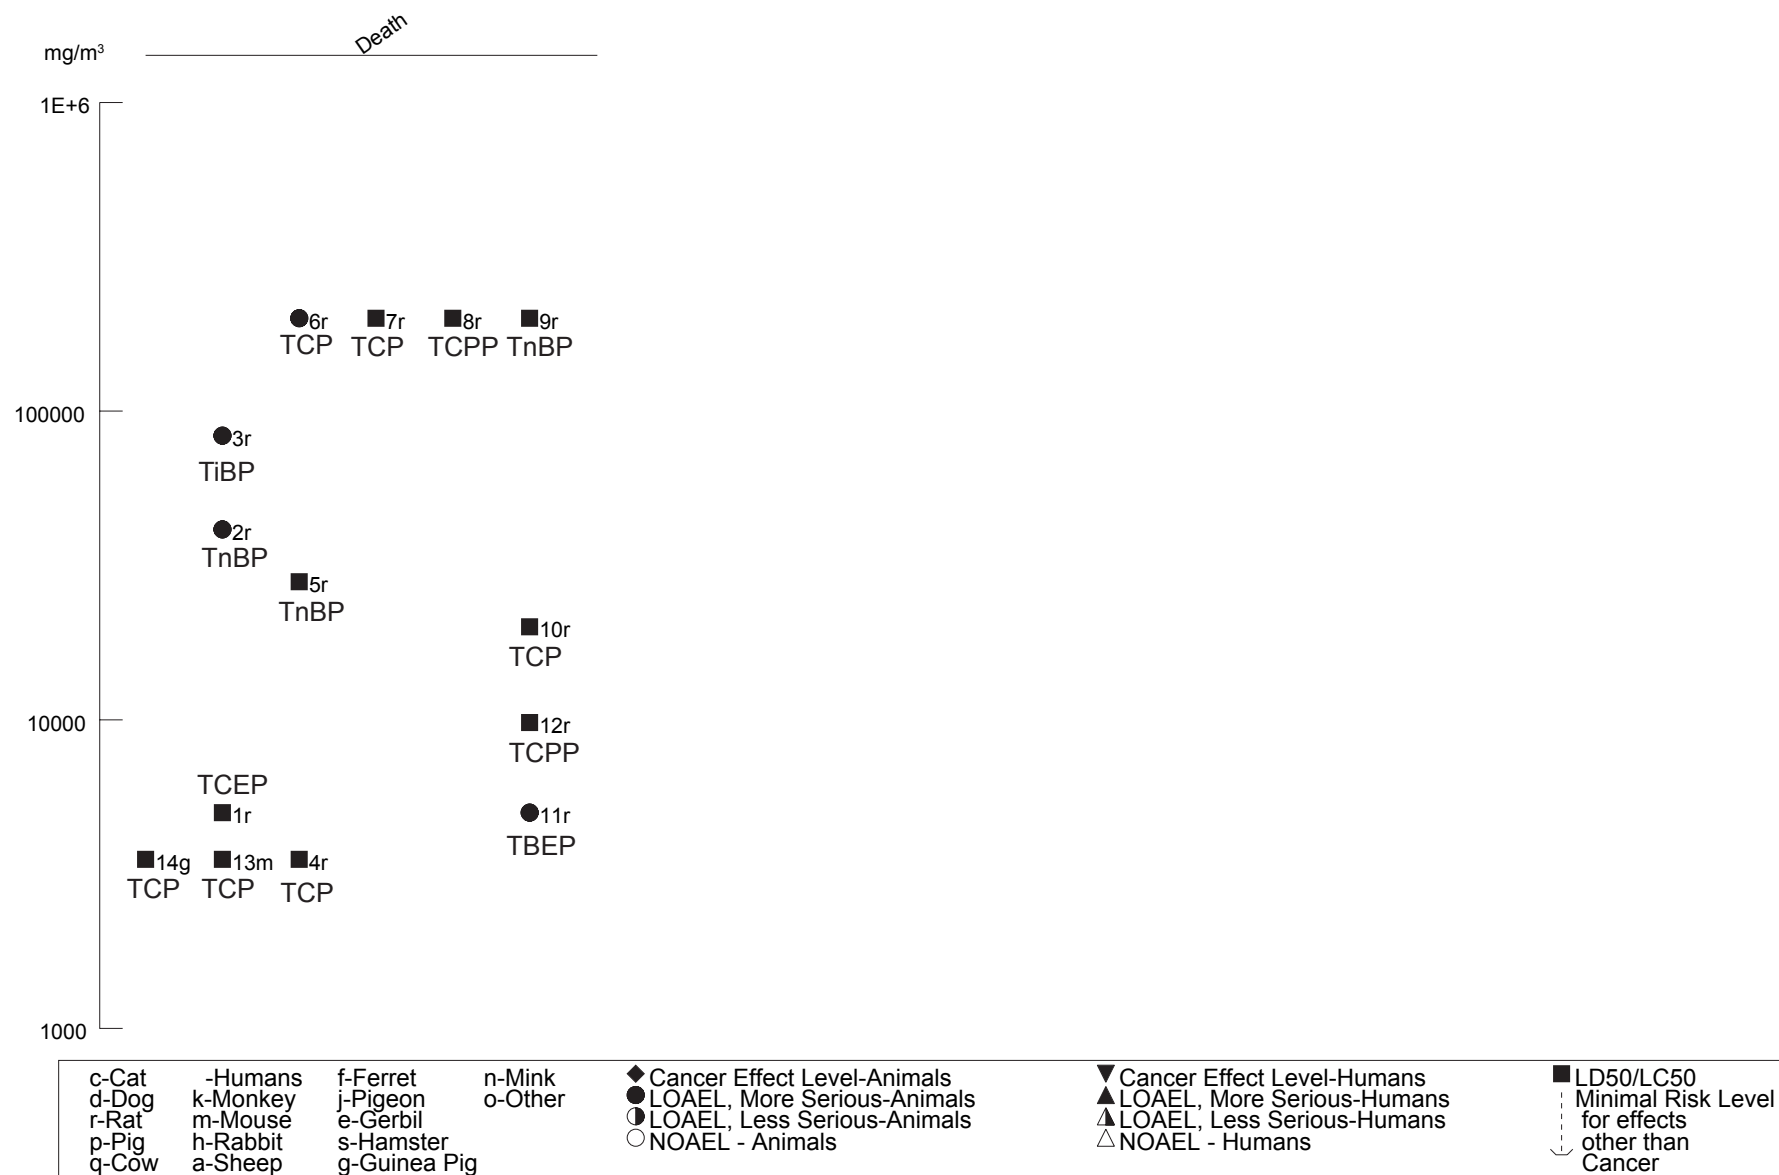 Death
mg/m³
1E+6
6r 7r 8r 9r
TCP TCP TCPP TnBP
100000
3r
TiBP
2r
TnBP
5r
TnBP
10r
TCP
10000
12r
TCPP
TCEP
1r
11r
TBEP
14g 13m 4r
TCP TCP TCP
1000
c-Cat -Humans f-Ferret n-Mink Cancer Effect Level-Animals Cancer Effect Level-Humans LD50/LC50
d-Dog k-Monkey j-Pigeon o-Other LOAEL, More Serious-Animals LOAEL, More Serious-Humans Minimal Risk Level
r-Rat m-Mouse e-Gerbil LOAEL, Less Serious-Animals LOAEL, Less Serious-Humans for effects
p-Pig h-Rabbit s-Hamster NOAEL - Animals NOAEL - Humans other than
q-Cow a-Sheep g-Guinea Pig Cancer